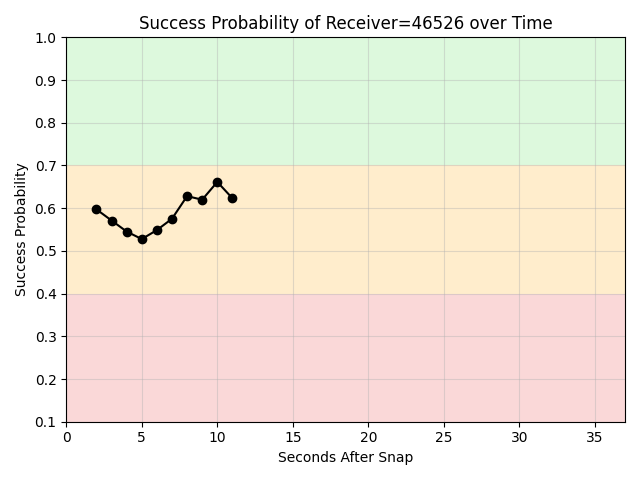 Success Probability of Receiver=46526 over Time
1.0
0.9
0.8
0.7
0.6
0.5
0.4
0.3
0.2
0.1
Success Probability
0 5 10 15 20 25 30 35
Seconds After Snap